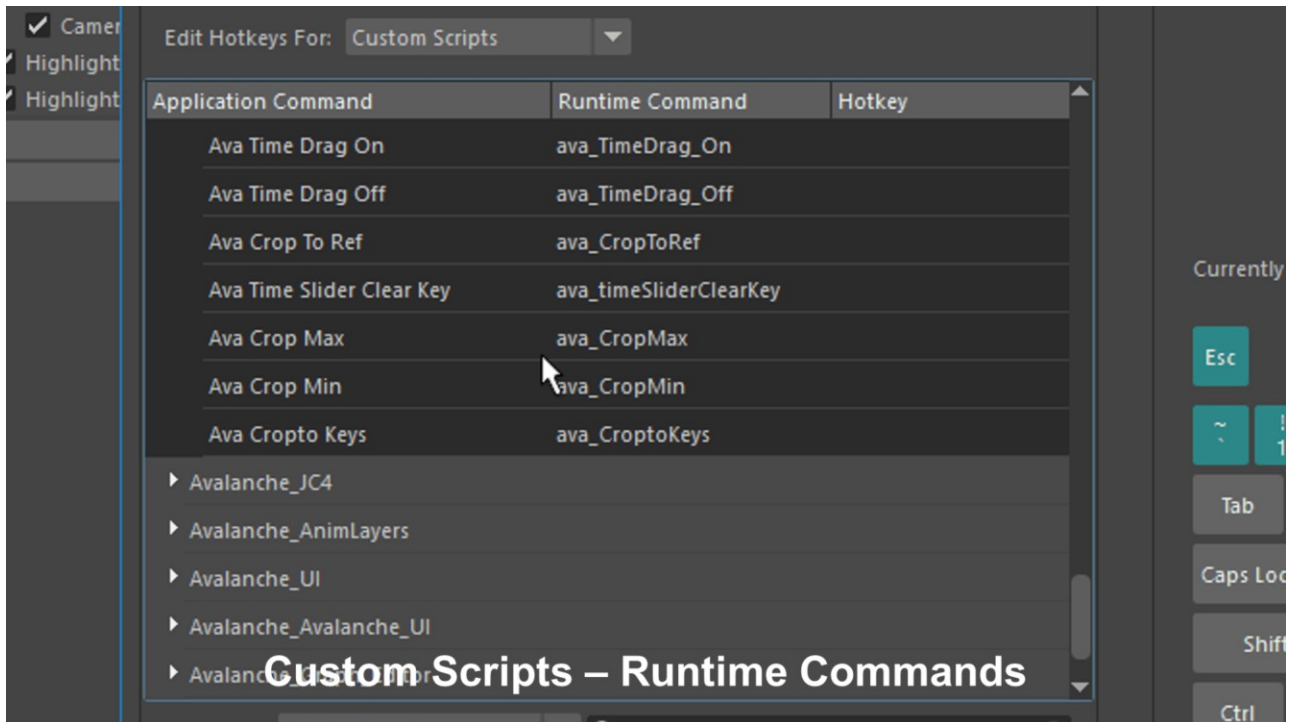 Camer
Highlight
Highlight
Edit Hotkeys For: Custom Scripts
Application Command Runtime Command Hotkey
Ava Time Drag On ava_TimeDrag_On
Ava Time Drag Off ava_TimeDrag_Off
Ava Crop To Ref ava_CropToRef
Ava Time Slider Clear Key ava_timeSliderClearKey
Ava Crop Max ava_CropMax
Ava Crop Min ava_CropMin
Ava Cropto Keys ava_CroptoKeys
Avalanche_JC4
Avalanche_AnimLayers
Avalanche_UI
Avalanche_Avalanche_UI
Custom Scripts – Runtime Commands
Currently
Esc
~ ! 
` 1
Tab
Caps Loc
Shift
Ctrl